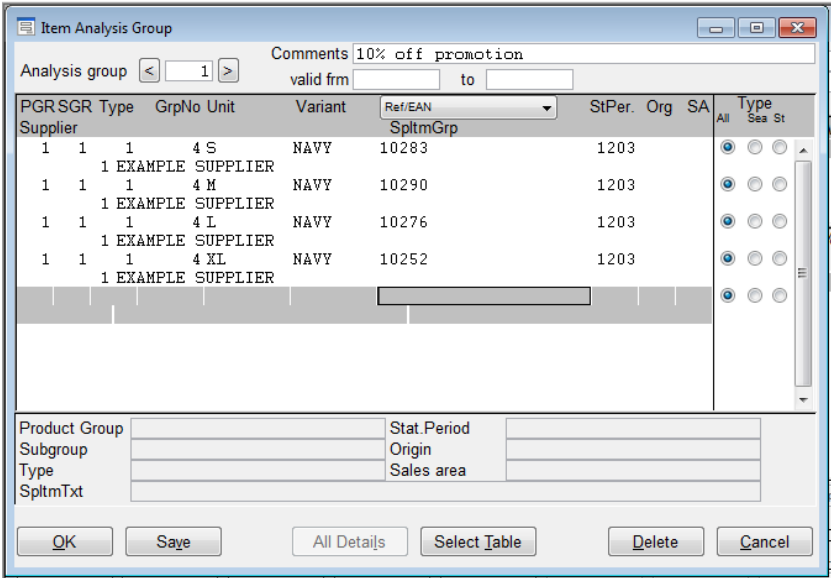 Item Analysis Group
Comments 10% off promotion
Analysis group < 1 >
valid frm to
PGR SGR Type GrpNo Unit Variant Ref/EAN StPer. Org SA Type
Supplier SpltmGrp All Sea St
1 1 1 4 S NAVY 10283 1203
1 EXAMPLE SUPPLIER
1 1 1 4 M NAVY 10290 1203
1 EXAMPLE SUPPLIER
1 1 1 4 L NAVY 10276 1203
1 EXAMPLE SUPPLIER
1 1 1 4 XL NAVY 10252 1203
1 EXAMPLE SUPPLIER
Product Group Stat.Period
Subgroup Origin
Type Sales area
SpltmTxt
OK Save All Details Select Table Delete Cancel